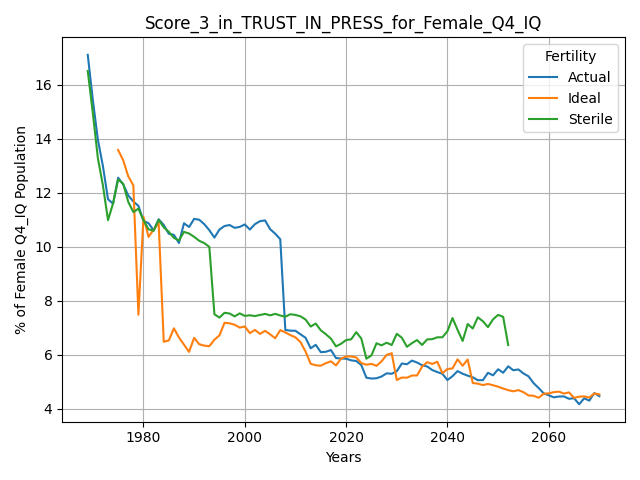 Score_3_in_TRUST_IN_PRESS_for_Female_Q4_IQ
Fertility
Actual
Ideal
Sterile
% of Female Q4_IQ Population
16
14
12
10
8
6
4
1980
2000
2020
2040
2060
Years